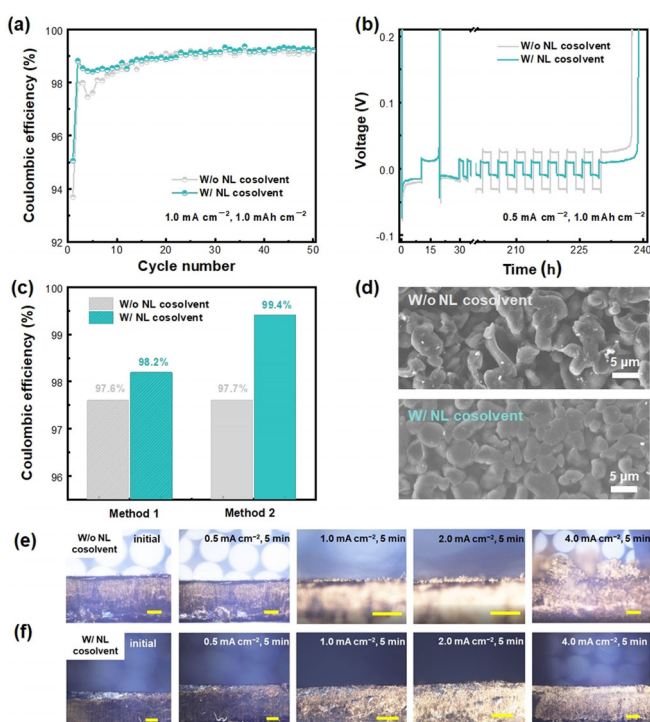 (a)
100
98
96
94
92
Coulombic efficiency (%)
W/o NL cosolvent
W/ NL cosolvent
1.0 mA cm⁻², 1.0 mAh cm⁻²
0
10
20
30
40
50
Cycle number
(b)
0.2
0.1
0.0
-0.1
Voltage (V)
W/o NL cosolvent
W/ NL cosolvent
0.5 mA cm⁻², 1.0 mAh cm⁻²
0
15
30
210
225
240
Time (h)
(c)
100
99
98
97
96
Coulombic efficiency (%)
W/o NL cosolvent
W/ NL cosolvent
97.6%
98.2%
97.7%
99.4%
Method 1
Method 2
(d)
W/o NL cosolvent
5 μm
W/ NL cosolvent
5 μm
(e)
W/o NL
cosolvent
initial
0.5 mA cm⁻², 5 min
1.0 mA cm⁻², 5 min
2.0 mA cm⁻², 5 min
4.0 mA cm⁻², 5 min
(f)
W/ NL
cosolvent
initial
0.5 mA cm⁻², 5 min
1.0 mA cm⁻², 5 min
2.0 mA cm⁻², 5 min
4.0 mA cm⁻², 5 min